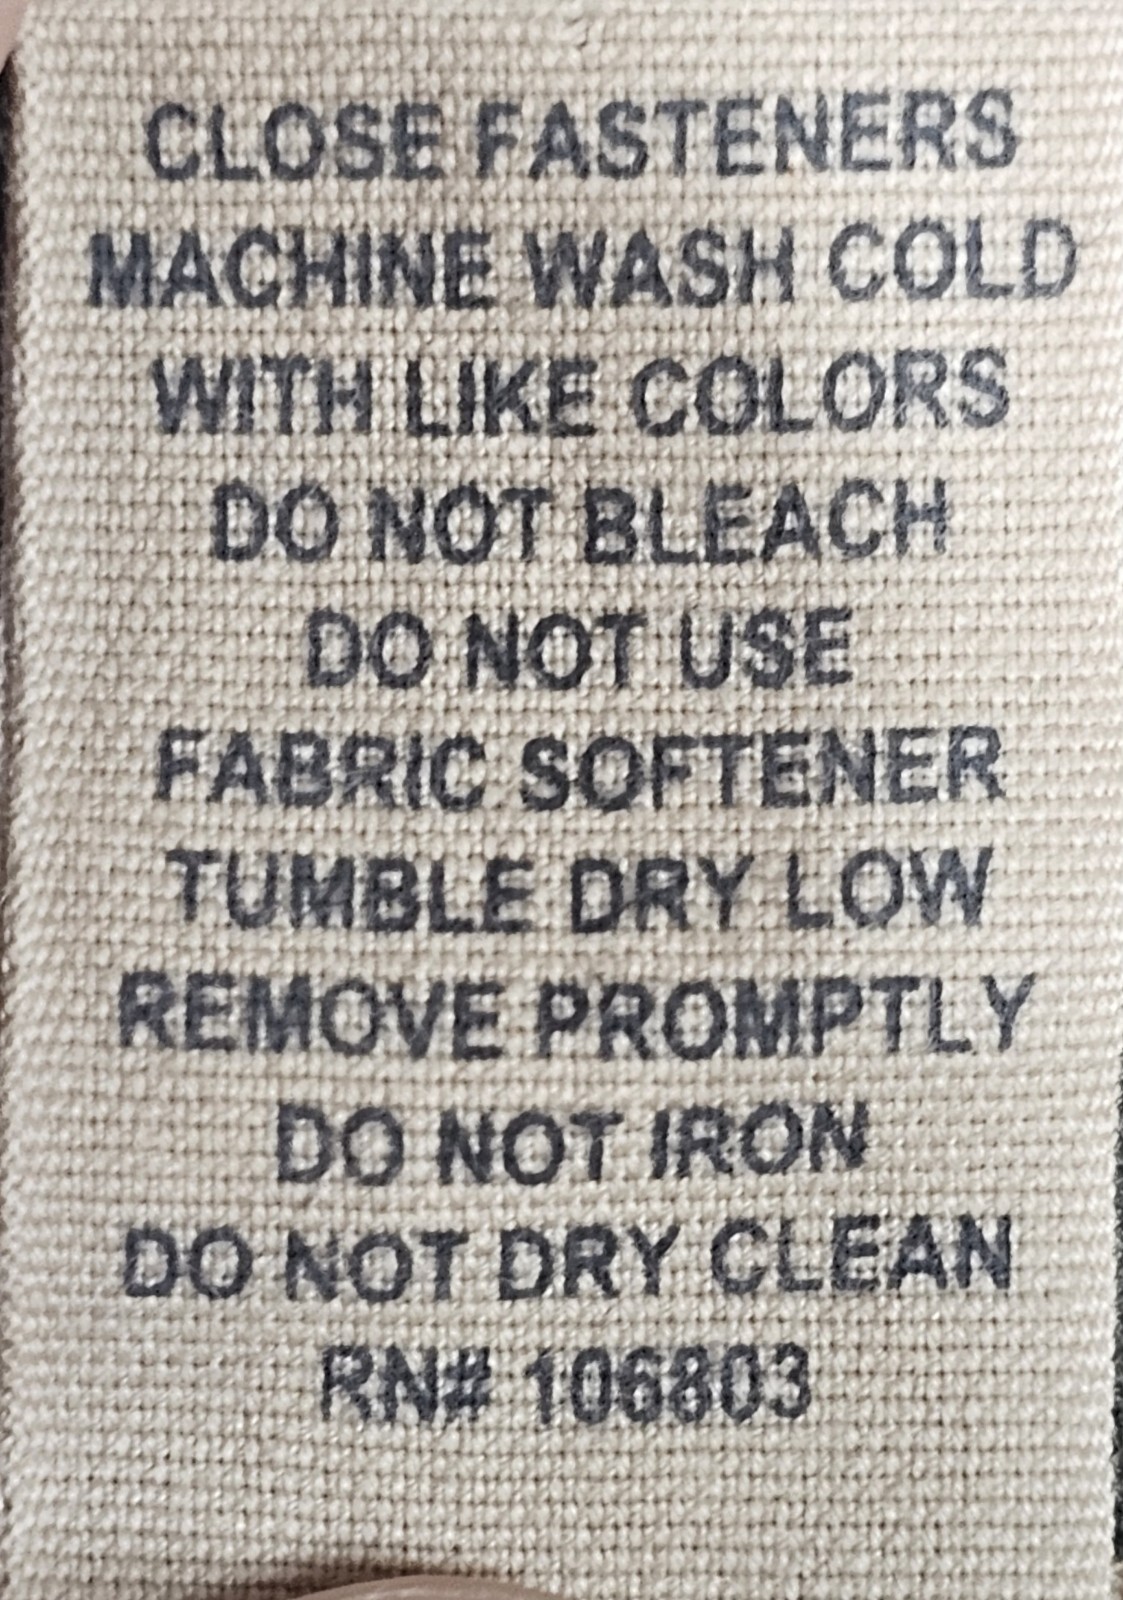 CLOSE FASTENERS
MACHINE WASH COLD
WITH LIKE COLORS
DO NOT BLEACH
DO NOT USE
FABRIC SOFTENER
TUMBLE DRY LOW
REMOVE PROMPTLY
DO NOT IRON
DO NOT DRY CLEAN
RN# 106803